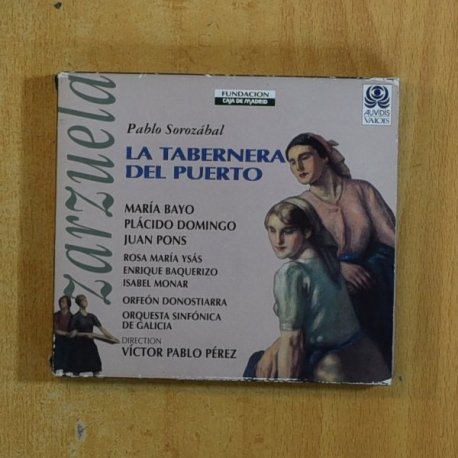 zarzuela
FUNDACIÓN
CAJA DE MADRID
AUVIDIS
VALOIS
Pablo Sorozábal
LA TABERNERA
DEL PUERTO
MARÍA BAYO
PLÁCIDO DOMINGO
JUAN PONS
ROSA MARÍA YSÁS
ENRIQUE BAQUERIZO
ISABEL MONAR
ORFEÓN DONOSTIARRA
ORQUESTA SINFÓNICA
DE GALICIA
DIRECTION
VÍCTOR PABLO PÉREZ